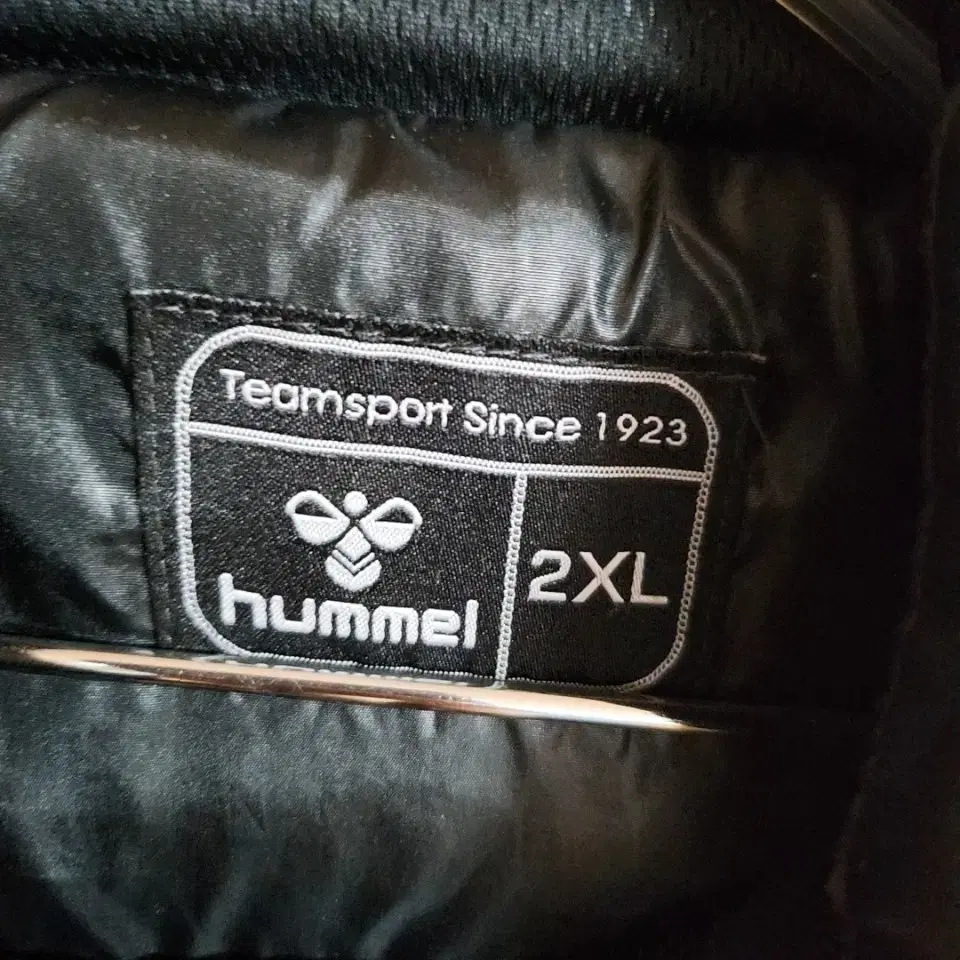 Teamsport Since 1923
hummel
2XL